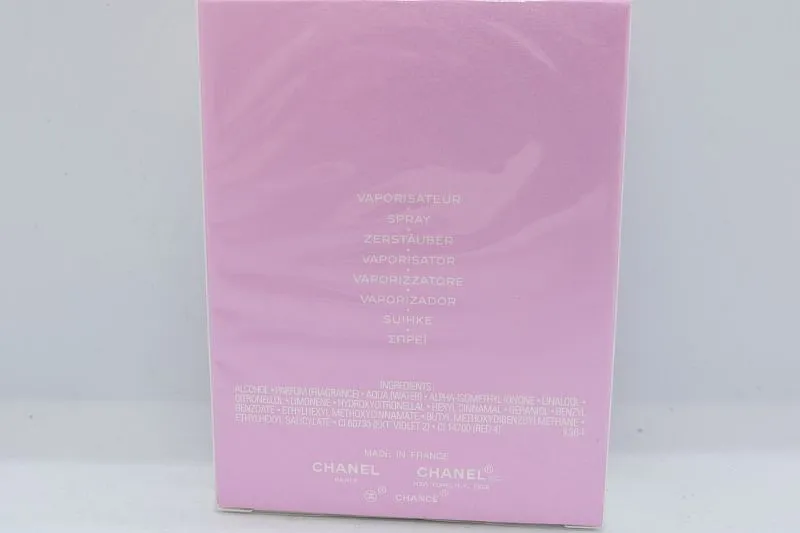 VAPORISATEUR
SPRAY
ZERSTÄUBER
VAPORISATOR
VAPORIZZATORE
VAPORIZADOR
SUIHKE
ΣΠΡΕΪ
INGREDIENTS:
ALCOHOL • PARFUM (FRAGRANCE) • AQUA (WATER) • ALPHA-ISOMETHYL IONONE • LINALOOL •
CITRONELLOL • LIMONENE • HYDROXYCITRONELLAL • HEXYL CINNAMAL • GERANIOL • BENZYL
BENZOATE • ETHYLHEXYL METHOXYCINNAMATE • BUTYL METHOXYDIBENZOYLMETHANE •
ETHYLHEXYL SALICYLATE • CI 60730 (EXT. VIOLET 2) • CI 14700 (RED 4)
MADE IN FRANCE
CHANEL CHANEL®
PARIS NEW YORK, N.Y.
® CHANCE®